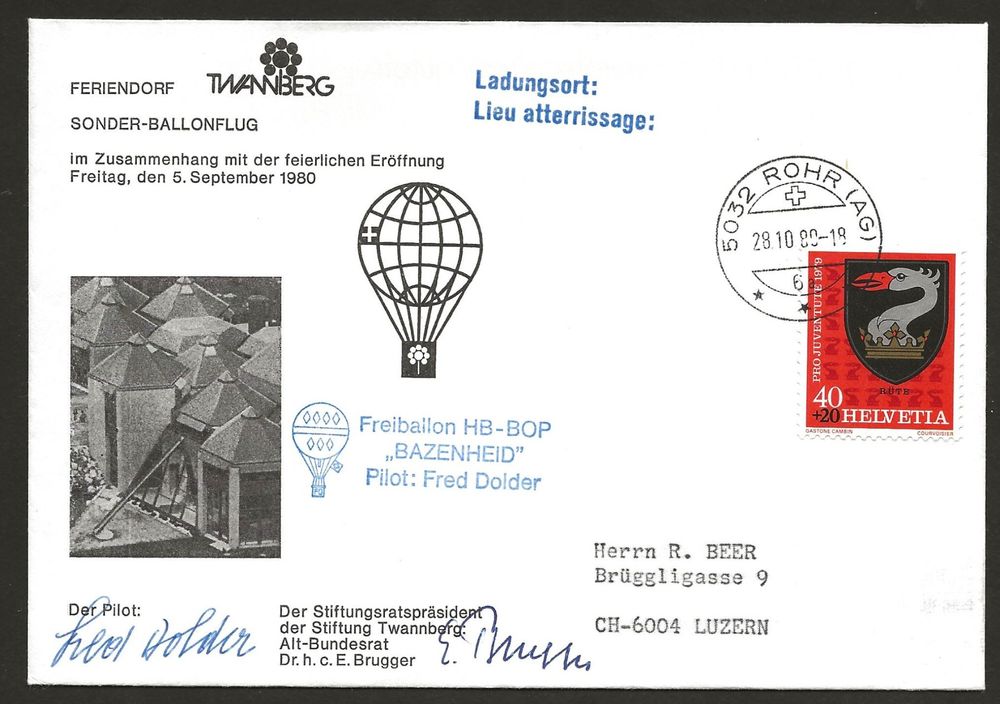 FERIENDORF TWANNBERG
SONDER-BALLONFLUG
im Zusammenhang mit der feierlichen Eröffnung
Freitag, den 5. September 1980
Ladungsort:
Lieu atterrissage:
5032 ROHR (AG)
28.10.80-18
6
PRO JUVENTUTE 1979
RÜTE
40
+20 HELVETIA
GASTONE CAMBIN COURVOISIER
Freiballon HB-BOP
„BAZENHEID"
Pilot: Fred Dolder
Herrn R. BEER
Brüggligasse 9
CH-6004 LUZERN
Der Pilot:
Fred Dolder
Der Stiftungsratspräsident
der Stiftung Twannberg:
Alt-Bundesrat
Dr. h. c. E. Brugger
E. Brugger